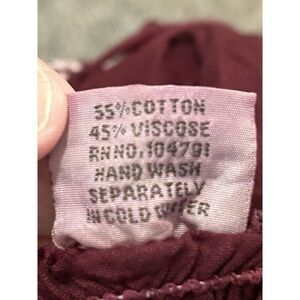 55% COTTON
45% VISCOSE
RN NO. 104701
HAND WASH
SEPARATELY
IN COLD WATER